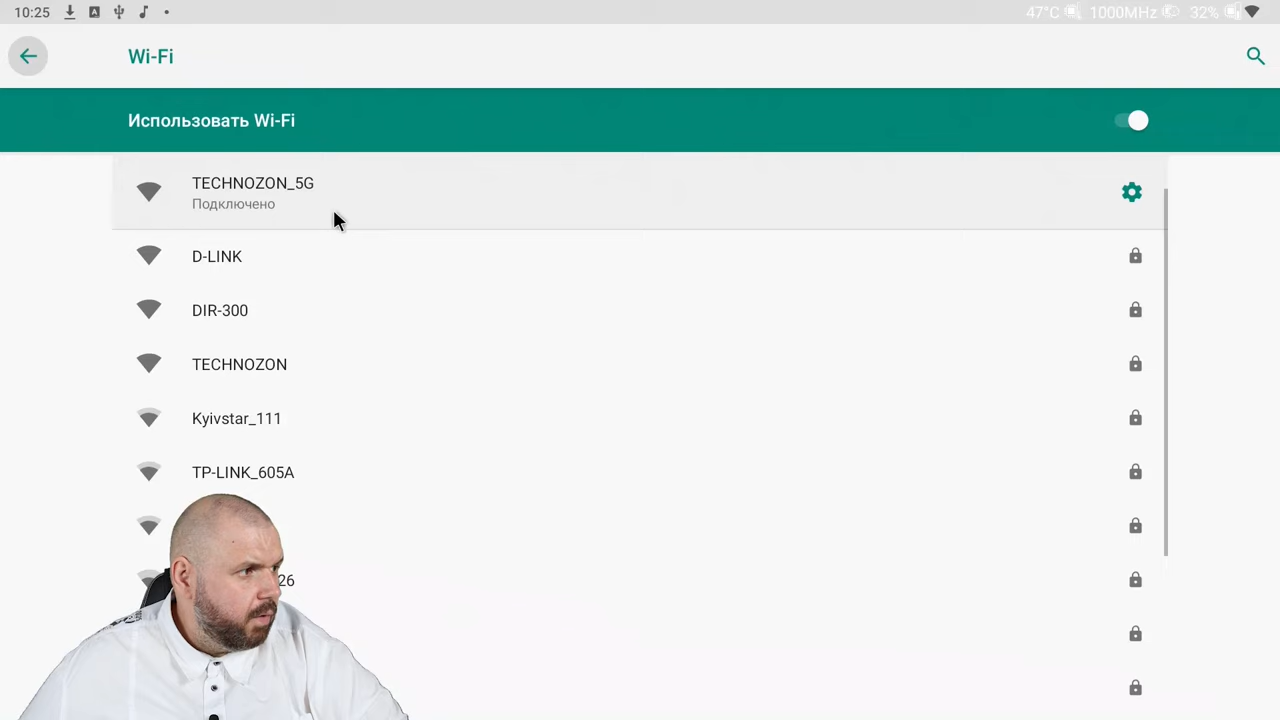 10:25
47°C 1000MHz 32%
Wi-Fi
Использовать Wi-Fi
TECHNOZON_5G
Подключено
D-LINK
DIR-300
TECHNOZON
Kyivstar_111
TP-LINK_605A
26